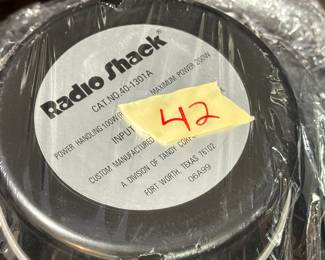 Radio Shack
CAT.NO.40-1301A
POWER HANDLING 100W MAXIMUM POWER 200W
INPUT
42
CUSTOM MANUFACTURED
A DIVISION OF TANDY
FORT WORTH, TEXAS 76102
06A99